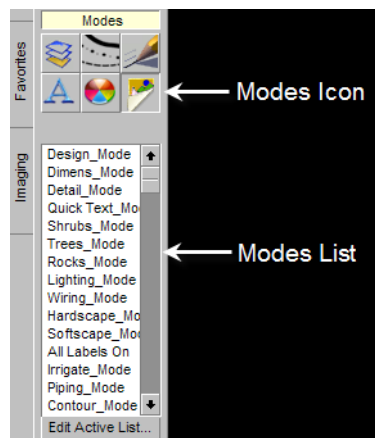 Modes
Favorites
Imaging
A
Modes Icon
Design_Mode
Dimens_Mode
Detail_Mode
Quick Text_Mo
Shrubs_Mode
Trees_Mode
Rocks_Mode
Lighting_Mode
Wiring_Mode
Hardscape_Mo
Softscape_Mo
All Labels On
Irrigate_Mode
Piping_Mode
Contour_Mode
Modes List
Edit Active List...